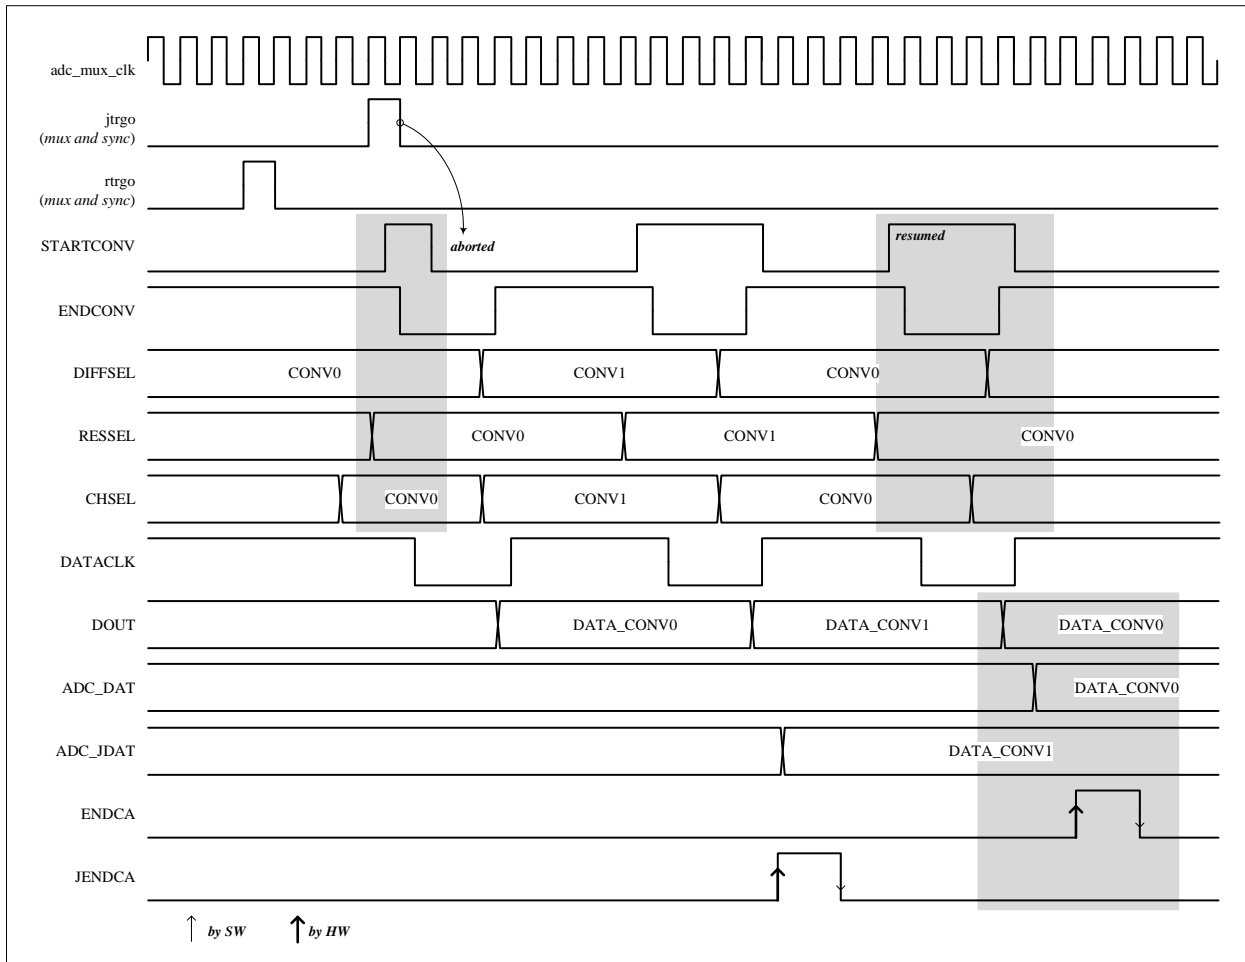 adc_mux_clk
jtrgo
(mux and sync)
rtrgo
(mux and sync)
STARTCONV
aborted
resumed
ENDCONV
DIFFSEL
CONV0
CONV1
CONV0
RESSEL
CONV0
CONV1
CONV0
CHSEL
CONV0
CONV1
CONV0
DATACLK
DOUT
DATA_CONV0
DATA_CONV1
DATA_CONV0
ADC_DAT
DATA_CONV0
ADC_JDAT
DATA_CONV1
ENDCA
JENDCA
by SW
by HW